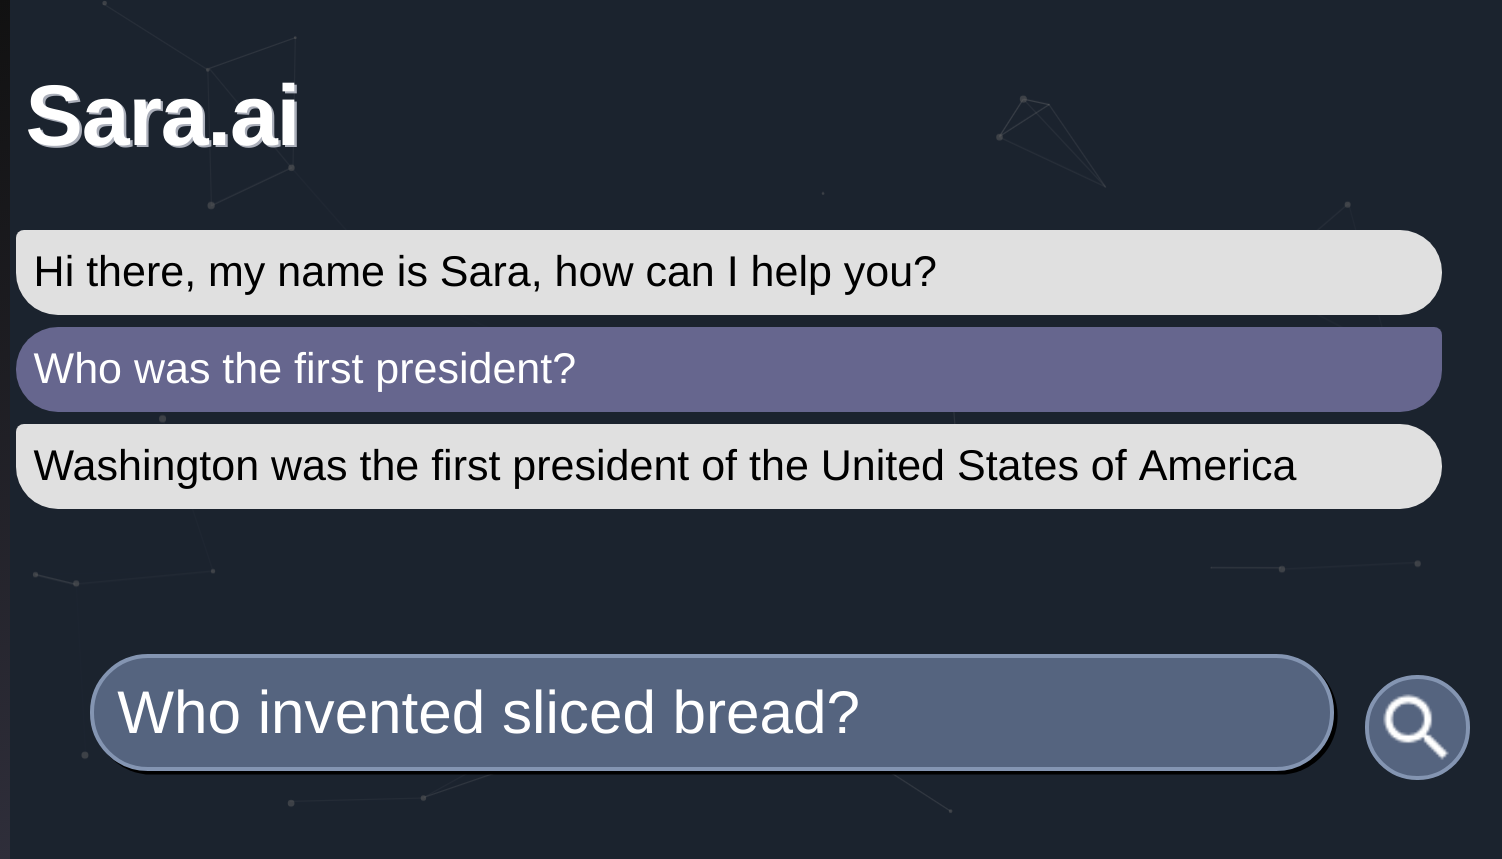 Sara.ai
Hi there, my name is Sara, how can I help you?
Who was the first president?
Washington was the first president of the United States of America
Who invented sliced bread?